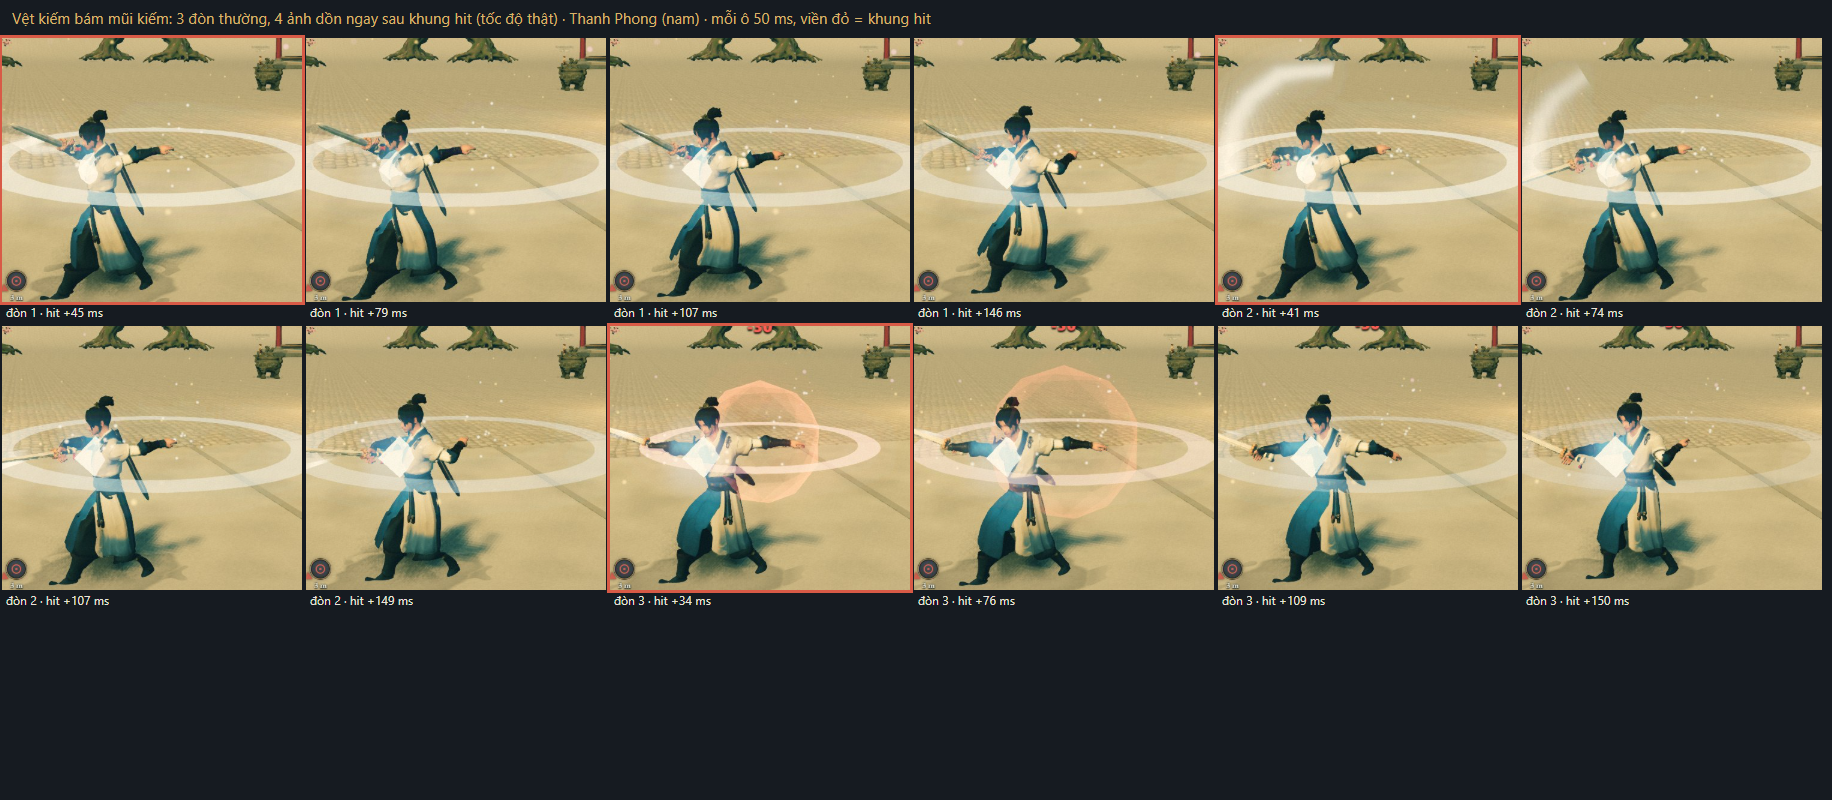 Vệt kiếm bám mũi kiếm: 3 đòn thường, 4 ảnh dồn ngay sau khung hit (tốc độ thật) · Thanh Phong (nam) · mỗi ô 50 ms, viền đỏ = khung hit
đòn 1 · hit +45 ms
đòn 1 · hit +79 ms
đòn 1 · hit +107 ms
đòn 1 · hit +146 ms
đòn 2 · hit +41 ms
đòn 2 · hit +74 ms
đòn 2 · hit +107 ms
đòn 2 · hit +149 ms
đòn 3 · hit +34 ms
đòn 3 · hit +76 ms
đòn 3 · hit +109 ms
đòn 3 · hit +150 ms